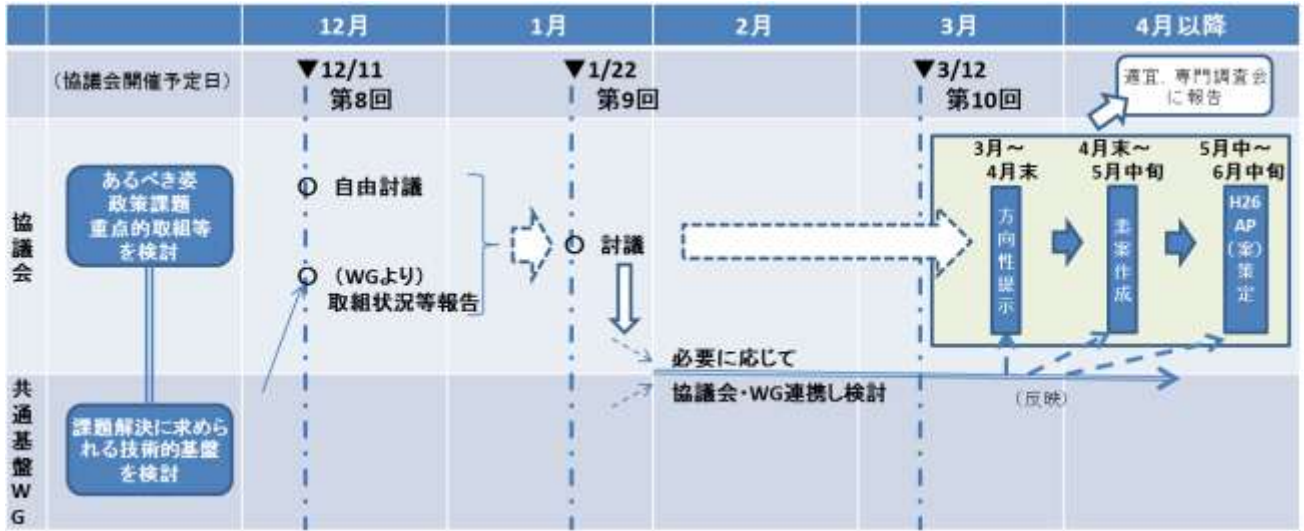 12月
1月
2月
3月
4月以降
(協議会開催予定日)
▼12/11
第8回
▼1/22
第9回
▼3/12
第10回
適宜、専門調査会
に報告
協議会
あるべき姿
政策課題
重点的取組等
を検討
自由討議
(WGより)
取組状況等報告
討議
3月~
4月末
方向性提示
4月末~
5月中旬
素案作成
5月中~
6月中旬
H26
AP
(案)
策定
必要に応じて
協議会・WG連携し検討
(反映)
共通基盤WG
課題解決に求めら
れる技術的基盤
を検討